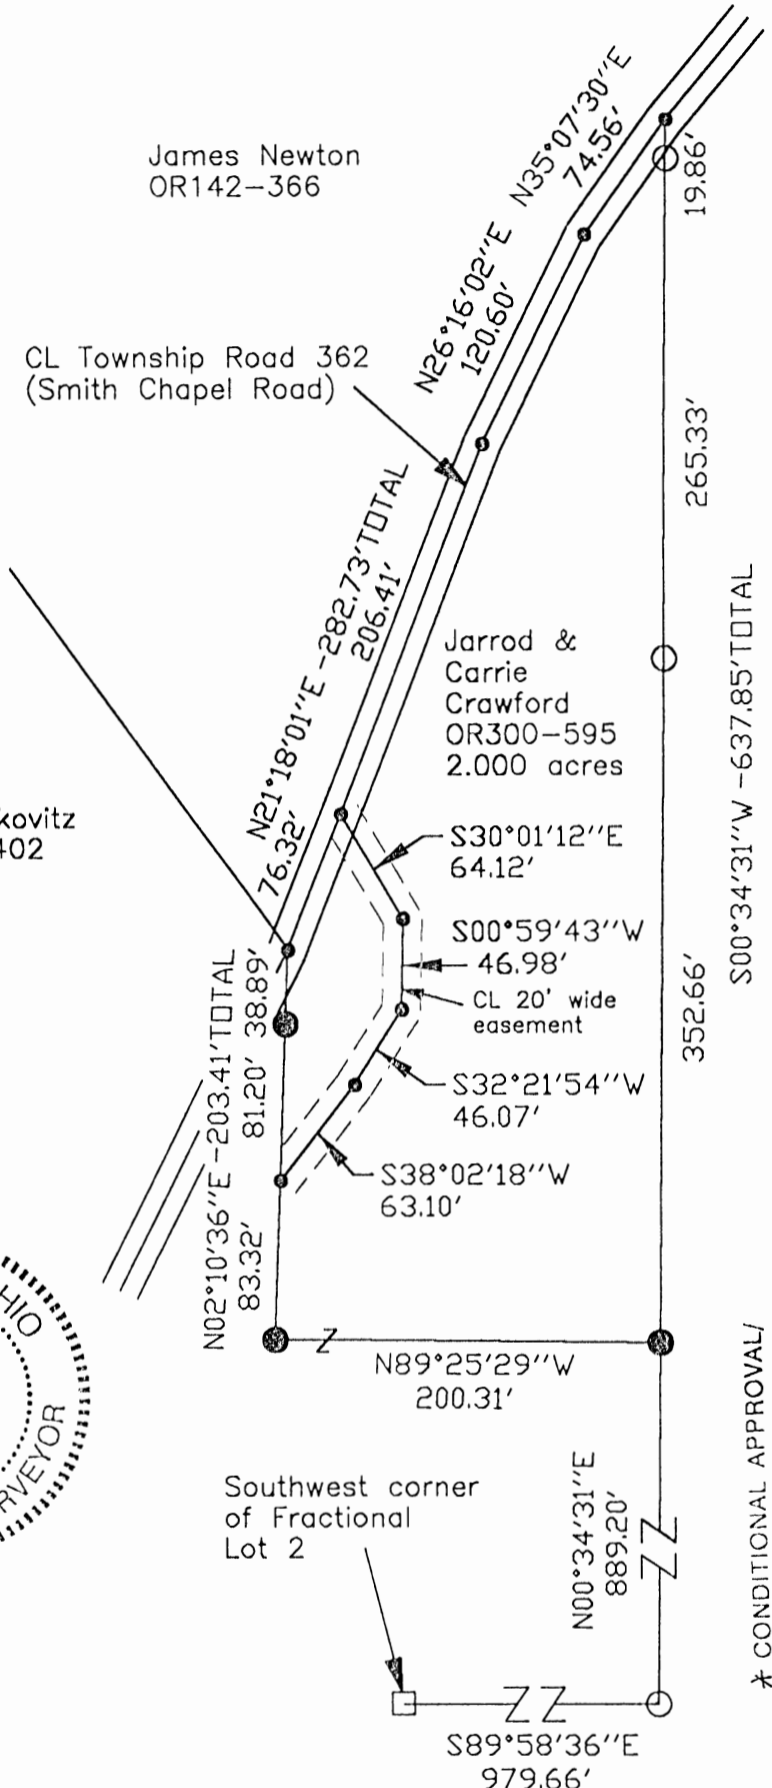 James Newton
OR142-366
N35°07'30"E
74.56'
19.86'
N26°16'02"E
120.60'
CL Township Road 362
(Smith Chapel Road)
265.33'
N21°18'01"E -282.73'TOTAL
206.41'
76.32'
Jarrod &
Carrie
Crawford
OR300-595
2.000 acres
S00°34'31"W -637.85'TOTAL
kovitz
402
S30°01'12"E
64.12'
S00°59'43"W
46.98'
CL 20' wide
easement
352.66'
N02°10'36"E -203.41'TOTAL
81.20' 38.89'
83.32'
S32°21'54"W
46.07'
S38°02'18"W
63.10'
HIO
RVEYOR
N89°25'29"W
200.31'
Southwest corner
of Fractional
Lot 2
N00°34'31"E
889.20'
* CONDITIONAL APPROVAL/
S89°58'36"E
979.66'